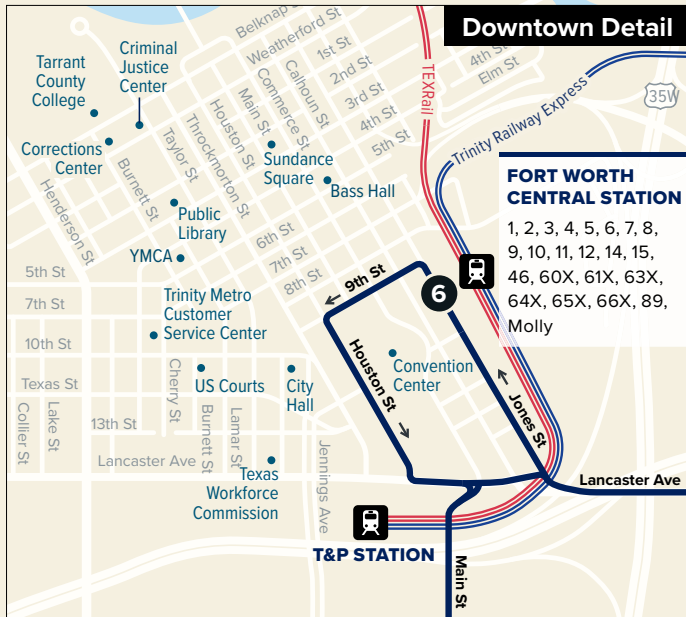 Downtown Detail
Belknap St
Weatherford St
1st St
2nd St
3rd St
4th St
5th St
4th St
Elm St
TEXRail
Trinity Railway Express
35W
Criminal
Justice
Center
Tarrant
County
College
Corrections
Center
Henderson St
Burnett St
Taylor St
Throckmorton St
Houston St
Main St
Commerce St
Calhoun St
Sundance
Square
Bass Hall
Public
Library
YMCA
6th St
7th St
8th St
FORT WORTH
CENTRAL STATION
1, 2, 3, 4, 5, 6, 7, 8,
9, 10, 11, 12, 14, 15,
46, 60X, 61X, 63X,
64X, 65X, 66X, 89,
Molly
5th St
7th St
10th St
Texas St
13th St
Lancaster Ave
Trinity Metro
Customer
Service Center
9th St
6
Houston St
Convention
Center
Jones St
US Courts
City
Hall
Collier St
Lake St
Cherry St
Burnett St
Lamar St
Jennings Ave
Texas
Workforce
Commission
Lancaster Ave
T&P STATION
Main St